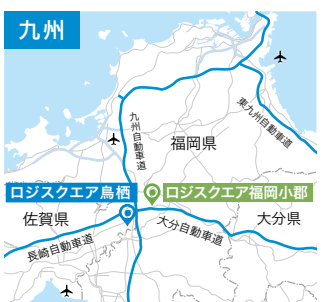 九州
東九州自動車道
九州自動車道
福岡県
ロジスクエア鳥栖
ロジスクエア福岡小郡
佐賀県
大分自動車道
大分県
長崎自動車道